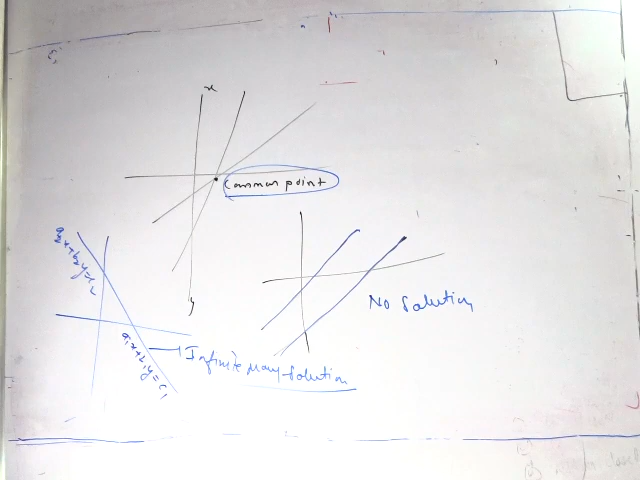 x
Common point
y
No Solution
a2x+b2y=c2
a1x+b1y=c1
Infinite many Solution